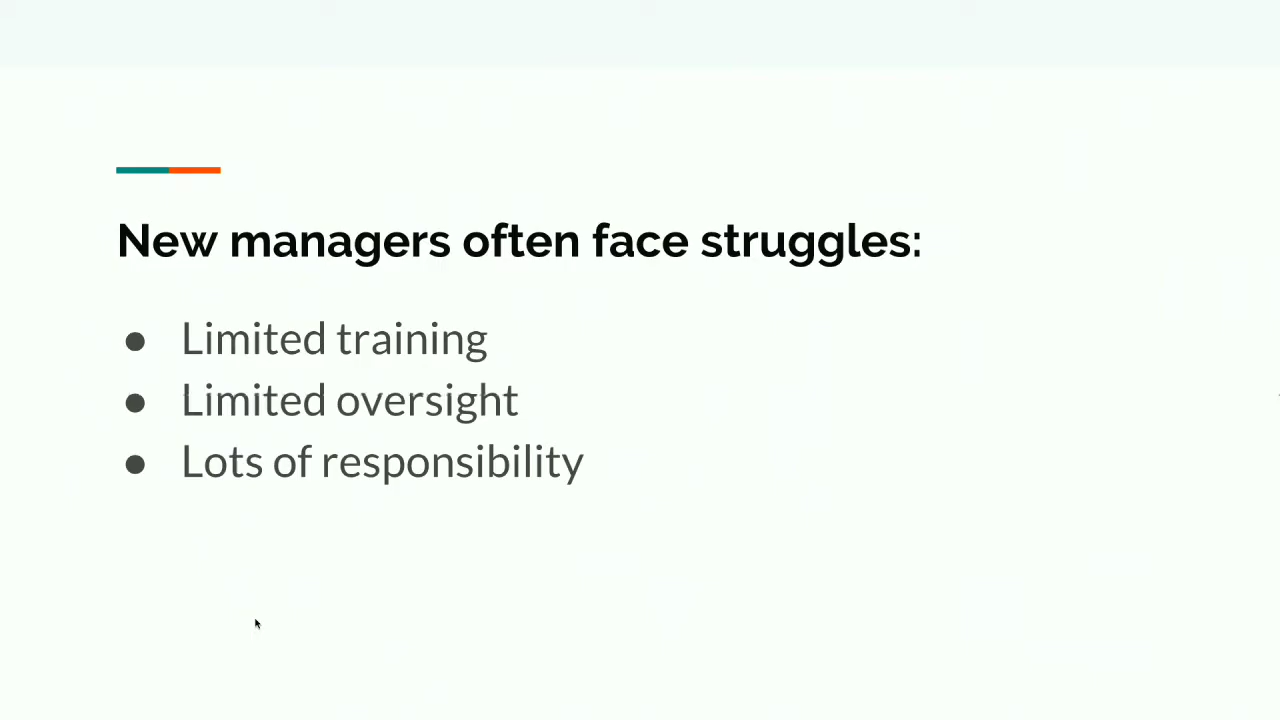 New managers often face struggles:
● Limited training
● Limited oversight
● Lots of responsibility